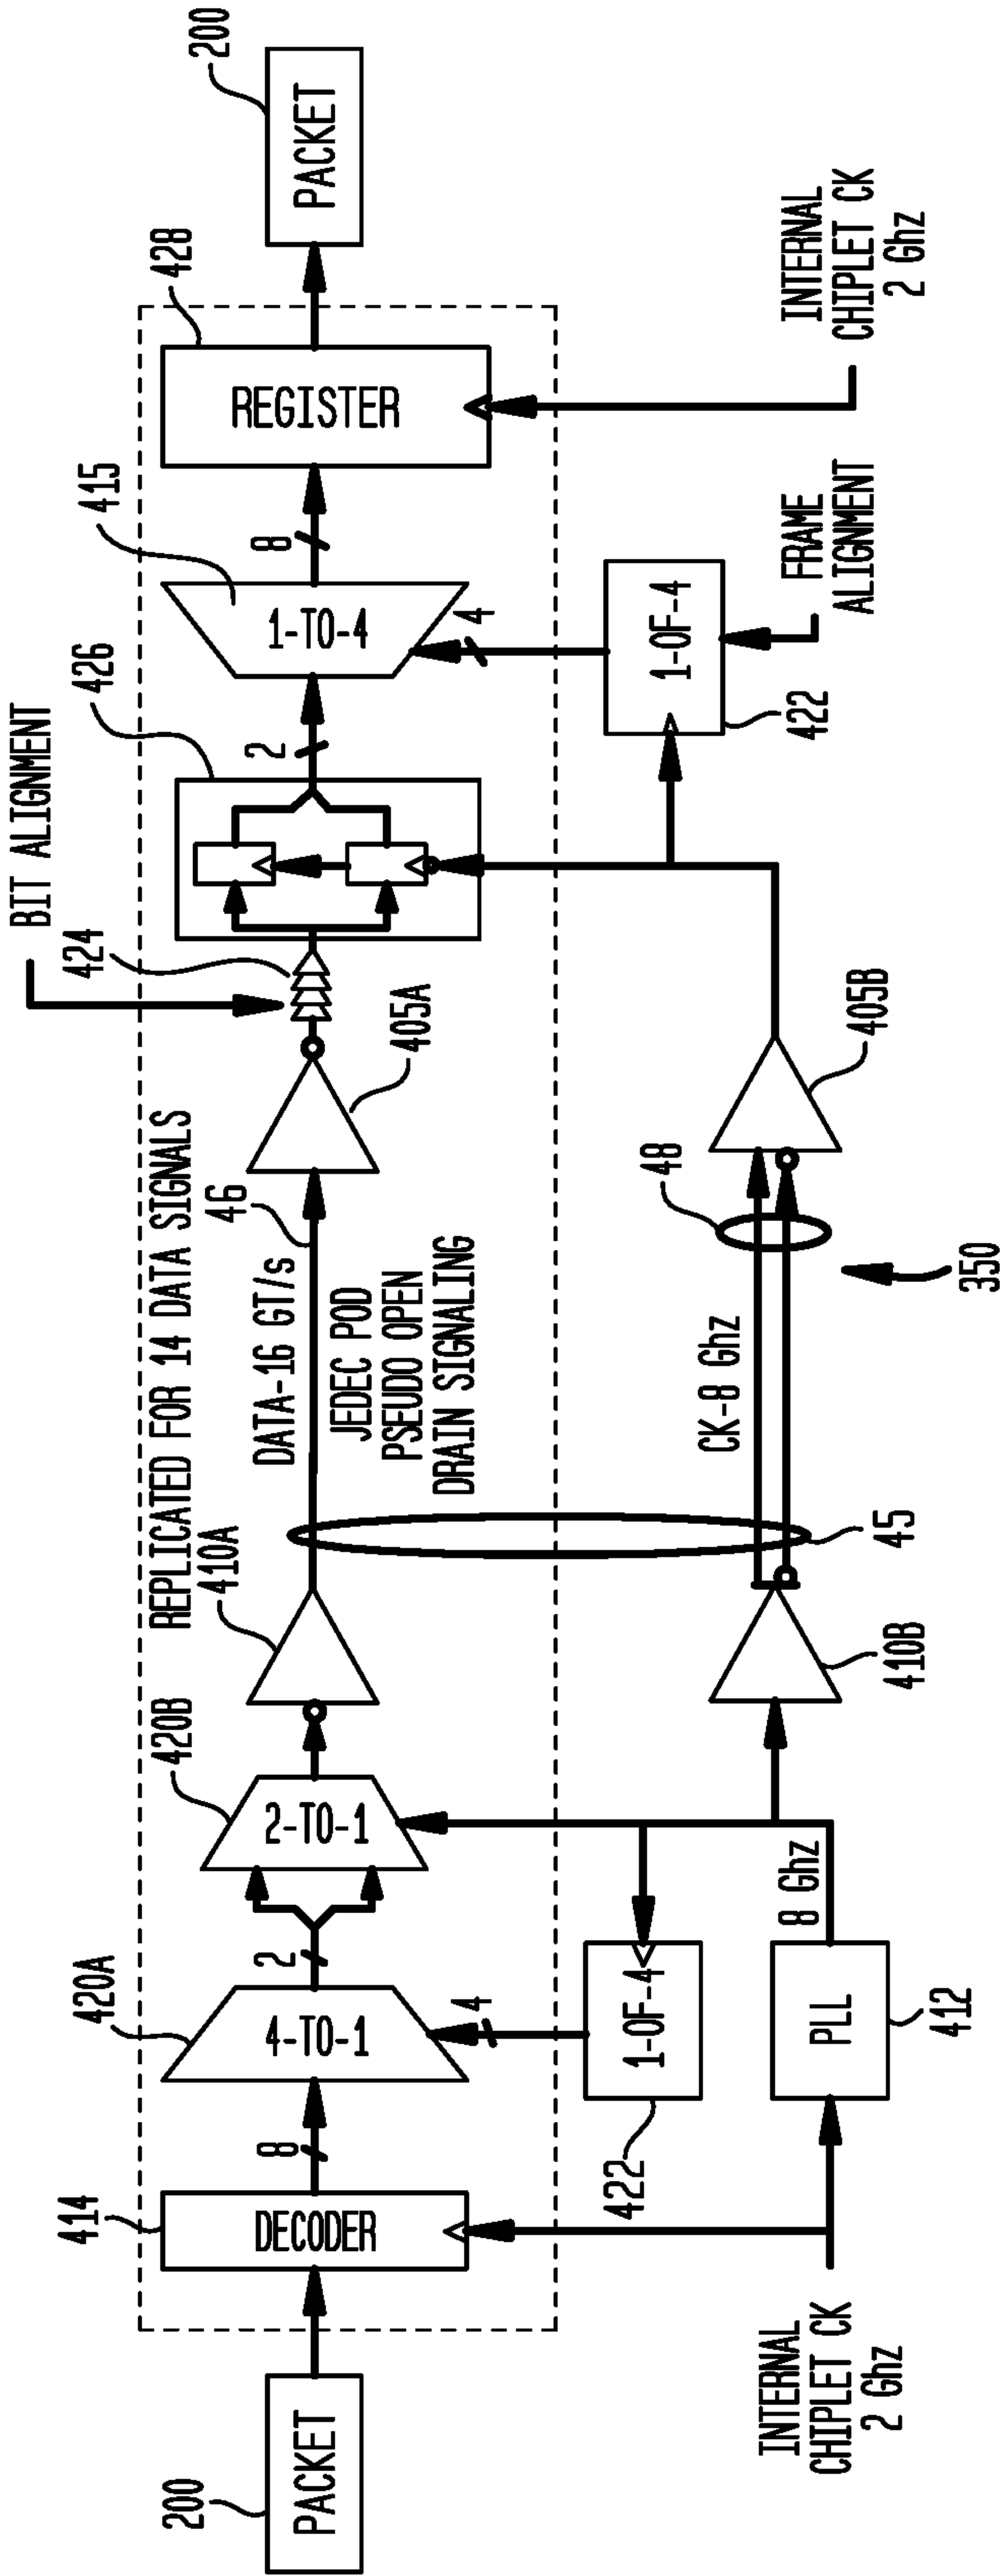 BIT ALIGNMENT
REPLICATED FOR 14 DATA SIGNALS
200
PACKET
414
DECODER
8
420A
4-TO-1
2
420B
2-TO-1
410A
DATA-16 GT/s
46
JEDEC POD
PSEUDO OPEN
DRAIN SIGNALING
405A
424
426
2
415
1-TO-4
8
428
REGISTER
200
PACKET
4
422
1-OF-4
4
1-OF-4
422
FRAME
ALIGNMENT
INTERNAL
CHIPLET CK
2 Ghz
INTERNAL
CHIPLET CK
2 Ghz
PLL
412
8 Ghz
410B
45
CK-8 Ghz
48
405B
350